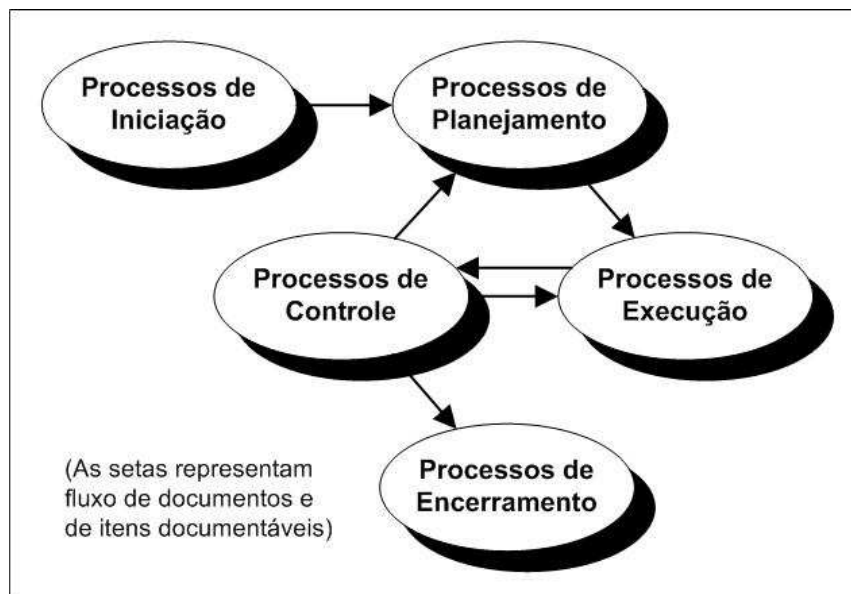 Processos de
Iniciação
Processos de
Planejamento
Processos de
Controle
Processos de
Execução
Processos de
Encerramento
(As setas representam
fluxo de documentos e
de itens documentáveis)